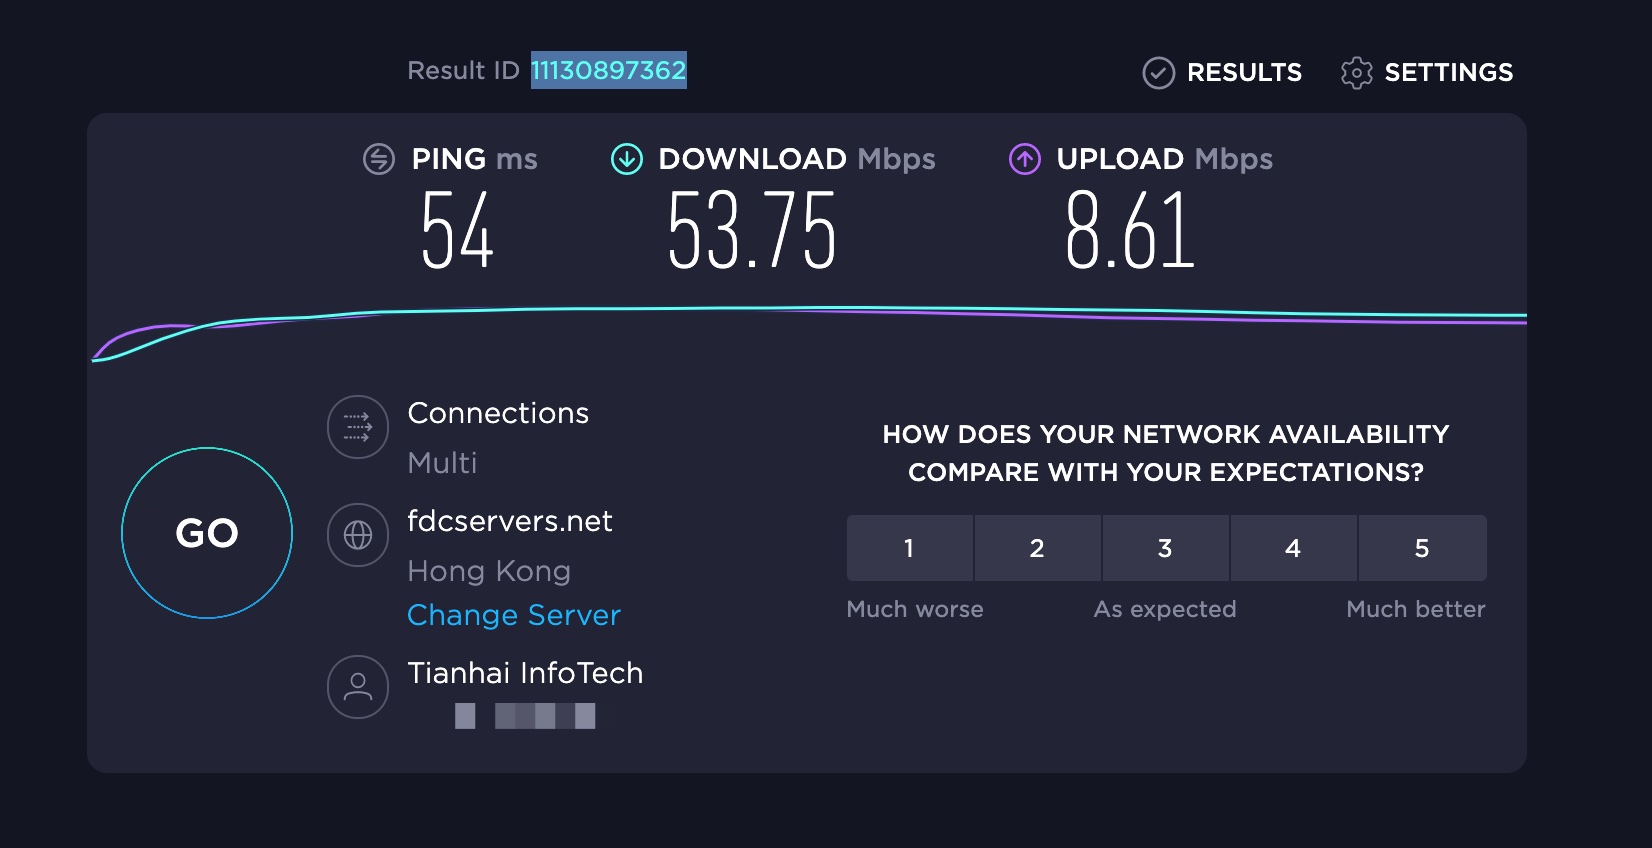 Result ID 11130897362
RESULTS
SETTINGS
PING ms
DOWNLOAD Mbps
UPLOAD Mbps
54
53.75
8.61
GO
Connections
Multi
fdcservers.net
Hong Kong
Change Server
Tianhai InfoTech
HOW DOES YOUR NETWORK AVAILABILITY
COMPARE WITH YOUR EXPECTATIONS?
1 2 3 4 5
Much worse As expected Much better